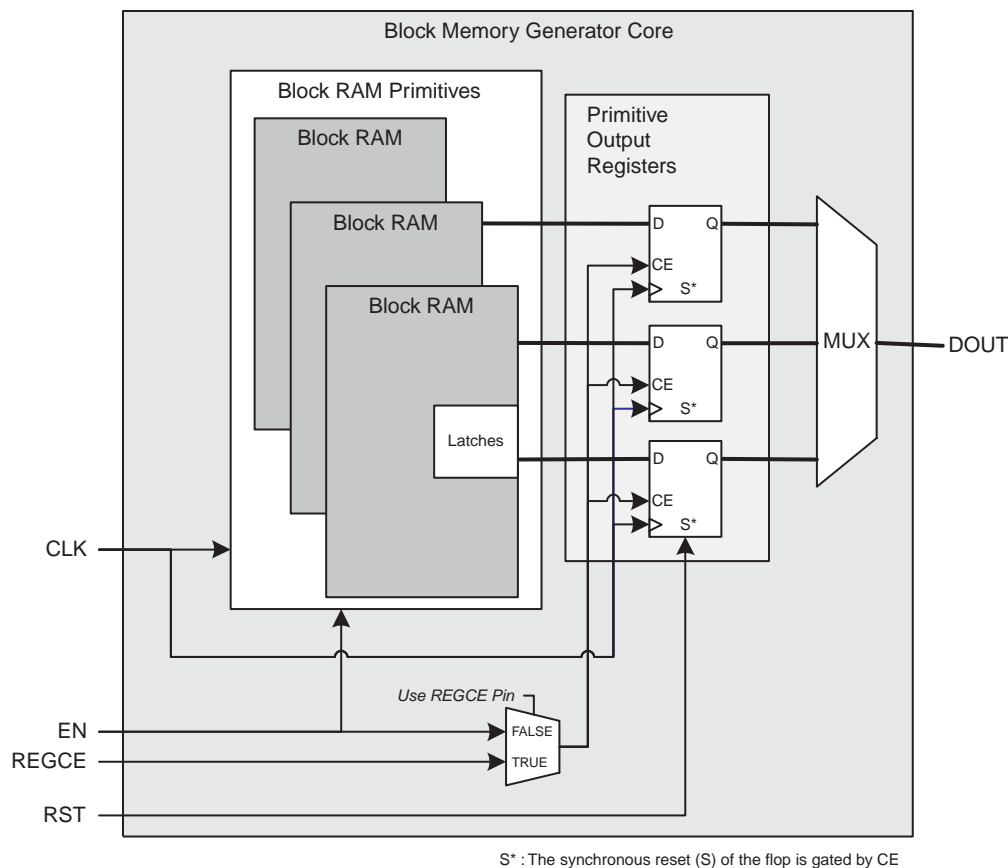 Block Memory Generator Core
Block RAM Primitives
Block RAM
Block RAM
Block RAM
Latches
Primitive
Output
Registers
D Q
CE
S*
D Q
CE
S*
D Q
CE
S*
MUX
DOUT
CLK
Use REGCE Pin
EN
FALSE
REGCE
TRUE
RST
S* : The synchronous reset (S) of the flop is gated by CE